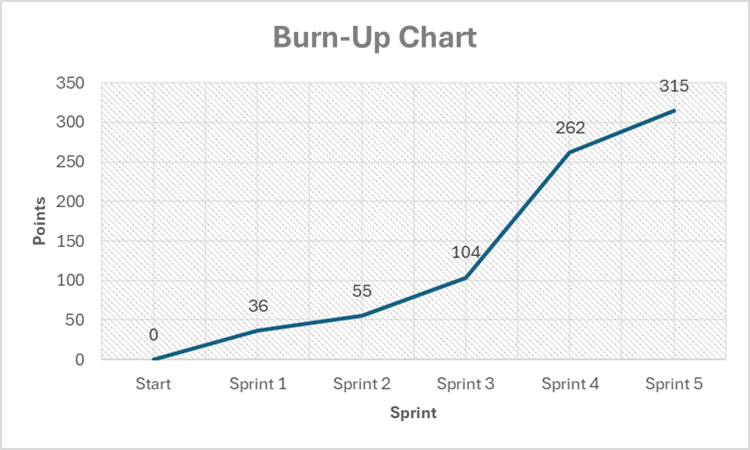 Burn-Up Chart
350
300
250
200
150
100
50
0
Points
0
36
55
104
262
315
Start
Sprint 1
Sprint 2
Sprint 3
Sprint 4
Sprint 5
Sprint